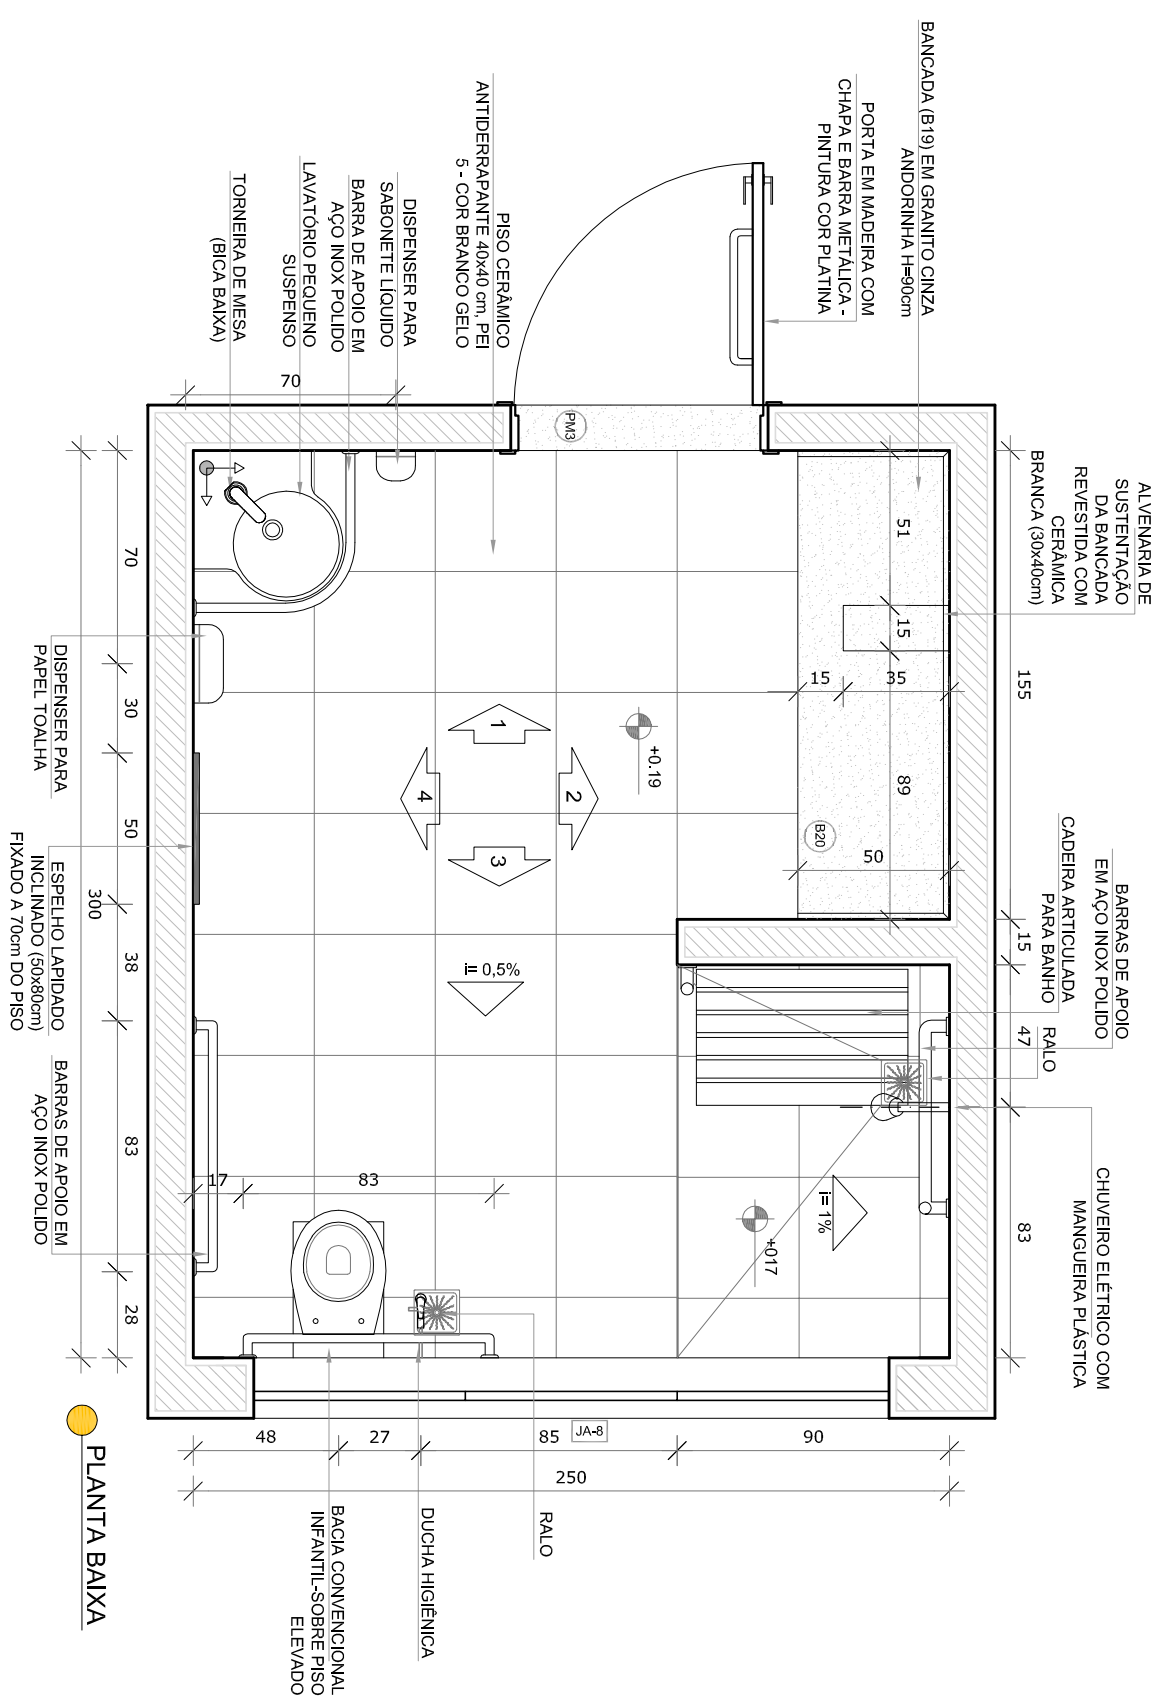 BANCADA (B19) EM GRANITO CINZA
ANDORINHA H=90cm
PORTA EM MADEIRA COM
CHAPA E BARRA METÁLICA -
PINTURA COR PLATINA
PISO CERÂMICO
ANTIDERRAPANTE 40x40 cm, PEI
5 - COR BRANCO GELO
DISPENSER PARA
SABONETE LÍQUIDO
BARRA DE APOIO EM
AÇO INOX POLIDO
LAVATÓRIO PEQUENO
SUSPENSO
TORNEIRA DE MESA
(BICA BAIXA)
ALVENARIA DE
SUSTENTAÇÃO
DA BANCADA
REVESTIDA COM
CERÂMICA
BRANCA (30x40cm)
BARRAS DE APOIO
EM AÇO INOX POLIDO
CADEIRA ARTICULADA
PARA BANHO
RALO
CHUVEIRO ELÉTRICO COM
MANGUEIRA PLÁSTICA
155
15
47
83
70
PM3
51
15
89
15
35
50
B20
+0.19
1
2
3
4
i= 0,5%
i= 1%
+017
17
83
70
30
50
38
83
28
300
DISPENSER PARA
PAPEL TOALHA
ESPELHO LAPIDADO
INCLINADO (50x80cm)
FIXADO A 70cm DO PISO
BARRAS DE APOIO EM
AÇO INOX POLIDO
48
27
85
90
JA-8
250
RALO
DUCHA HIGIÊNICA
BACIA CONVENCIONAL
INFANTIL-SOBRE PISO
ELEVADO
PLANTA BAIXA